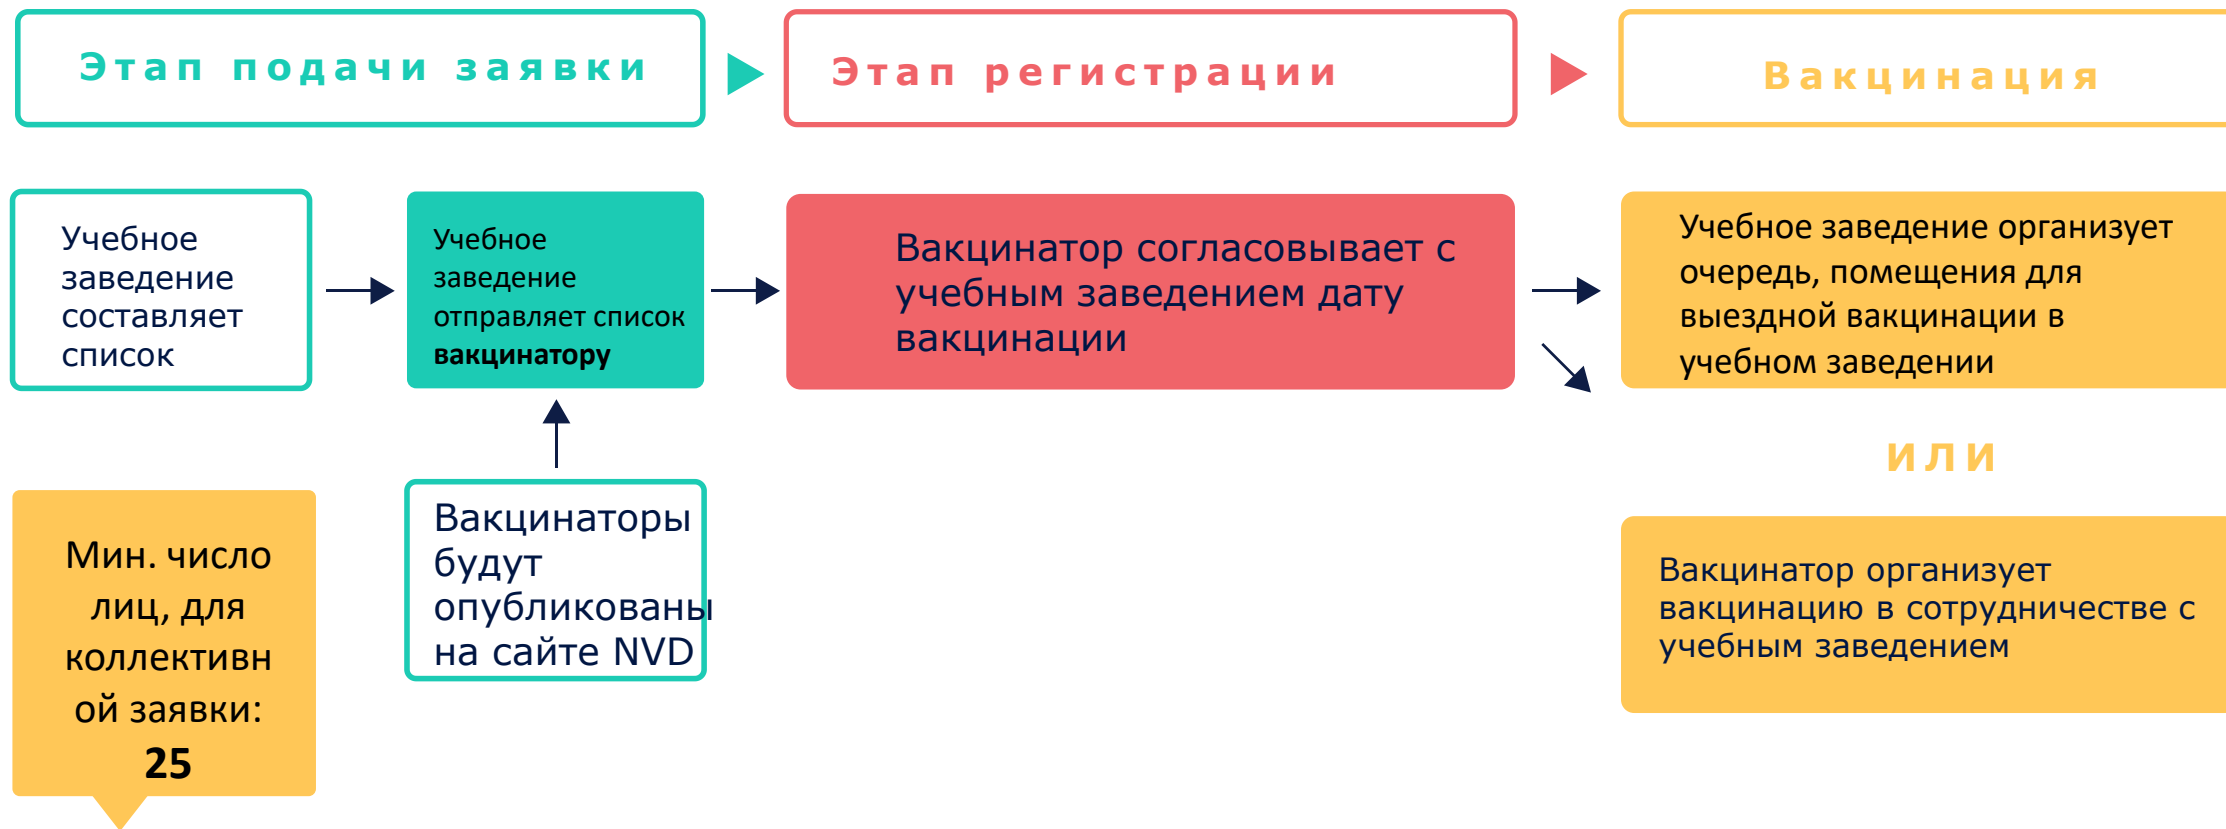 Этап подачи заявки
Этап регистрации
Вакцинация
Учебное
заведение
составляет
список
Учебное
заведение
отправляет список
вакцинатору
Вакцинатор согласовывает с
учебным заведением дату
вакцинации
Учебное заведение организует
очередь, помещения для
выездной вакцинации в
учебном заведении
ИЛИ
Мин. число
лиц, для
коллективн
ой заявки:
25
Вакцинаторы
будут
опубликованы
на сайте NVD
Вакцинатор организует
вакцинацию в сотрудничестве с
учебным заведением